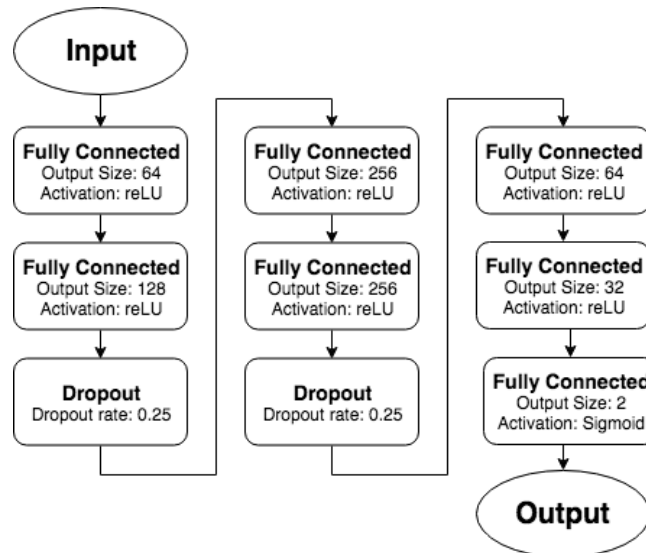 Input
Fully Connected
Output Size: 64
Activation: reLU
Fully Connected
Output Size: 128
Activation: reLU
Dropout
Dropout rate: 0.25
Fully Connected
Output Size: 256
Activation: reLU
Fully Connected
Output Size: 256
Activation: reLU
Dropout
Dropout rate: 0.25
Fully Connected
Output Size: 64
Activation: reLU
Fully Connected
Output Size: 32
Activation: reLU
Fully Connected
Output Size: 2
Activation: Sigmoid
Output